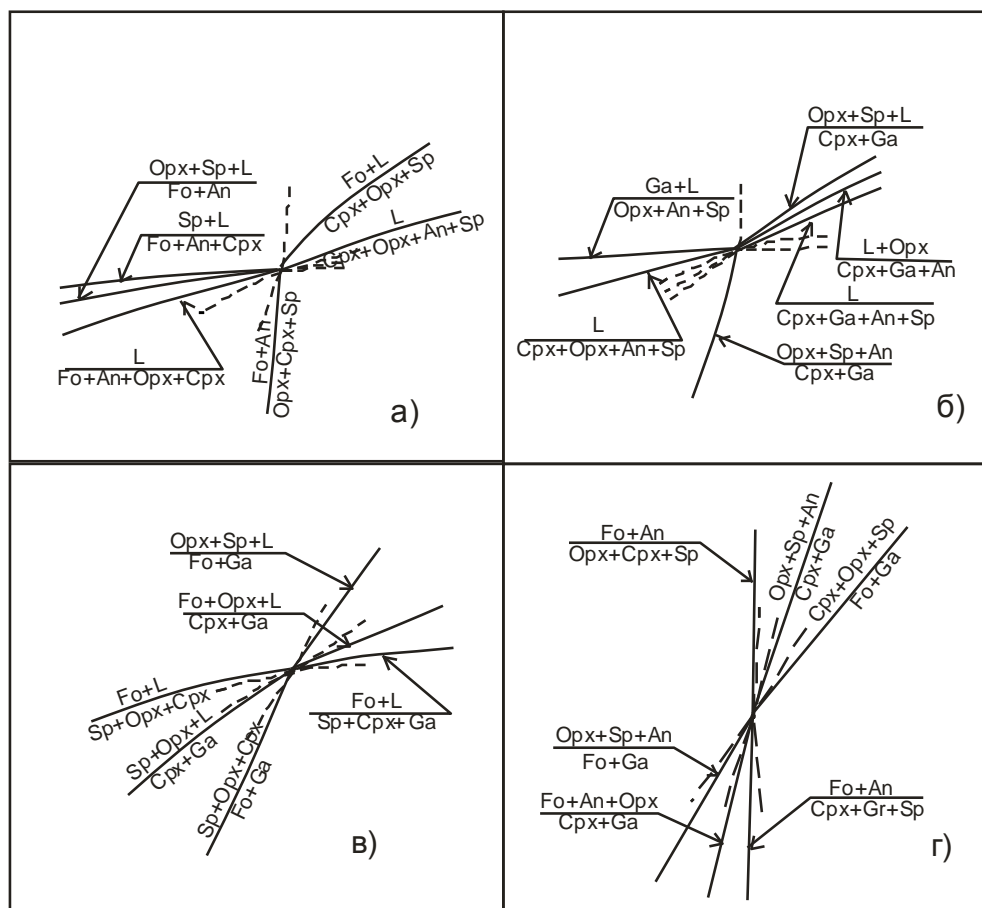 Opx+Sp+L
Fo+An
Sp+L
Fo+An+Cpx
Fo+L
Cpx+Opx+Sp
L
Cpx+Opx+An+Sp
Fo+An
Opx+Cpx+Sp
L
Fo+An+Opx+Cpx
а)
Opx+Sp+L
Cpx+Ga
Ga+L
Opx+An+Sp
L+Opx
Cpx+Ga+An
L
Cpx+Ga+An+Sp
L
Cpx+Opx+An+Sp
Opx+Sp+An
Cpx+Ga
б)
Opx+Sp+L
Fo+Ga
Fo+Opx+L
Cpx+Ga
Fo+L
Sp+Opx+Cpx
Fo+L
Sp+Cpx+Ga
Sp+Opx+L
Cpx+Ga
Sp+Opx+Cpx
Fo+Ga
в)
Fo+An
Opx+Cpx+Sp
Opx+Sp+An
Cpx+Ga
Cpx+Opx+Sp
Fo+Ga
Opx+Sp+An
Fo+Ga
Fo+An+Opx
Cpx+Ga
Fo+An
Cpx+Gr+Sp
г)